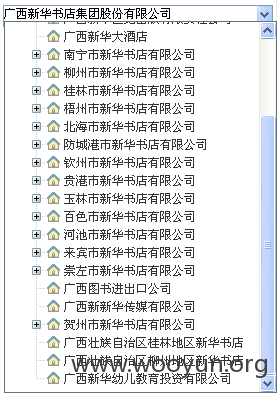 广西新华书店集团股份有限公司
广西新华大酒店
南宁市新华书店有限公司
柳州市新华书店有限公司
桂林市新华书店有限公司
梧州市新华书店有限公司
北海市新华书店有限公司
防城港市新华书店有限公司
钦州市新华书店有限公司
贵港市新华书店有限公司
玉林市新华书店有限公司
百色市新华书店有限公司
河池市新华书店有限公司
来宾市新华书店有限公司
崇左市新华书店有限公司
广西图书进出口公司
广西新新华传媒有限公司
贺州市新华书店有限公司
广西壮族自治区桂林地区新华书店
广西壮族自治区柳州地区新华书店
www.wooyun.org
广西新华幼儿教育投资有限公司